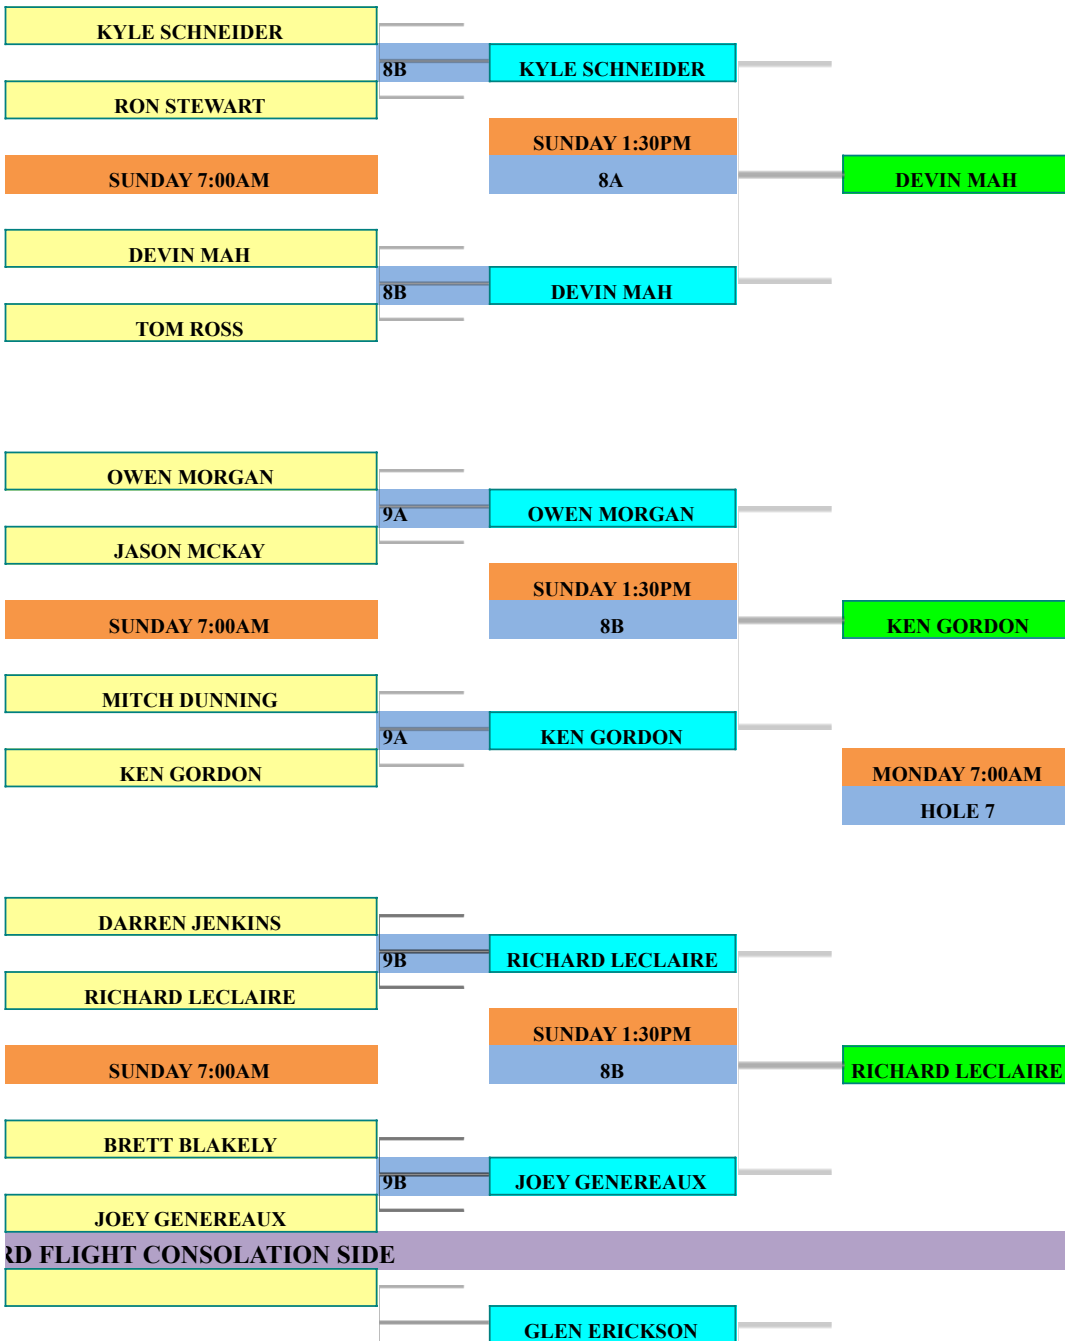 KYLE SCHNEIDER
8B
KYLE SCHNEIDER
RON STEWART
SUNDAY 1:30PM
SUNDAY 7:00AM
8A
DEVIN MAH
DEVIN MAH
8B
DEVIN MAH
TOM ROSS
OWEN MORGAN
9A
OWEN MORGAN
JASON MCKAY
SUNDAY 1:30PM
SUNDAY 7:00AM
8B
KEN GORDON
MITCH DUNNING
9A
KEN GORDON
KEN GORDON
MONDAY 7:00AM
HOLE 7
DARREN JENKINS
9B
RICHARD LECLAIRE
RICHARD LECLAIRE
SUNDAY 1:30PM
SUNDAY 7:00AM
8B
RICHARD LECLAIRE
BRETT BLAKELY
9B
JOEY GENEREAUX
JOEY GENEREAUX
RD FLIGHT CONSOLATION SIDE
GLEN ERICKSON